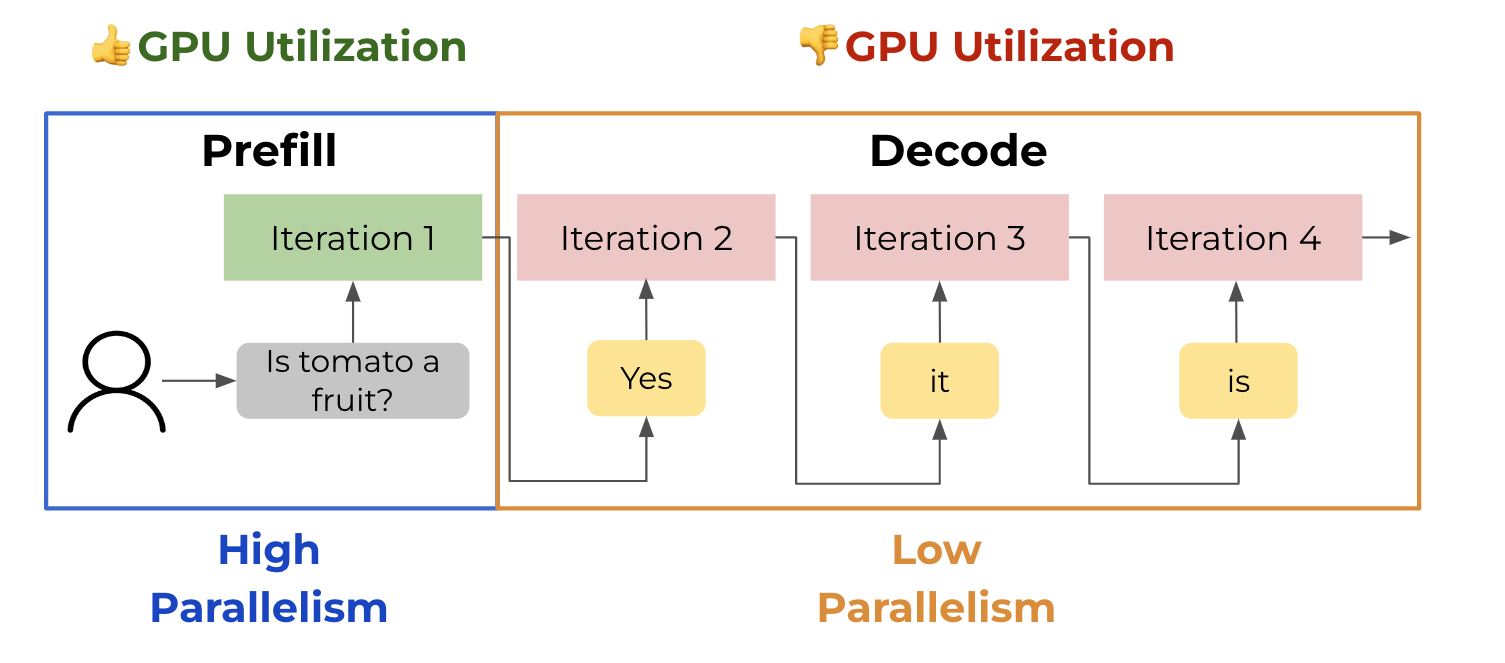 👍GPU Utilization
👎GPU Utilization
Prefill
Decode
Iteration 1
Iteration 2
Iteration 3
Iteration 4
Is tomato a
fruit?
Yes
it
is
High
Parallelism
Low
Parallelism